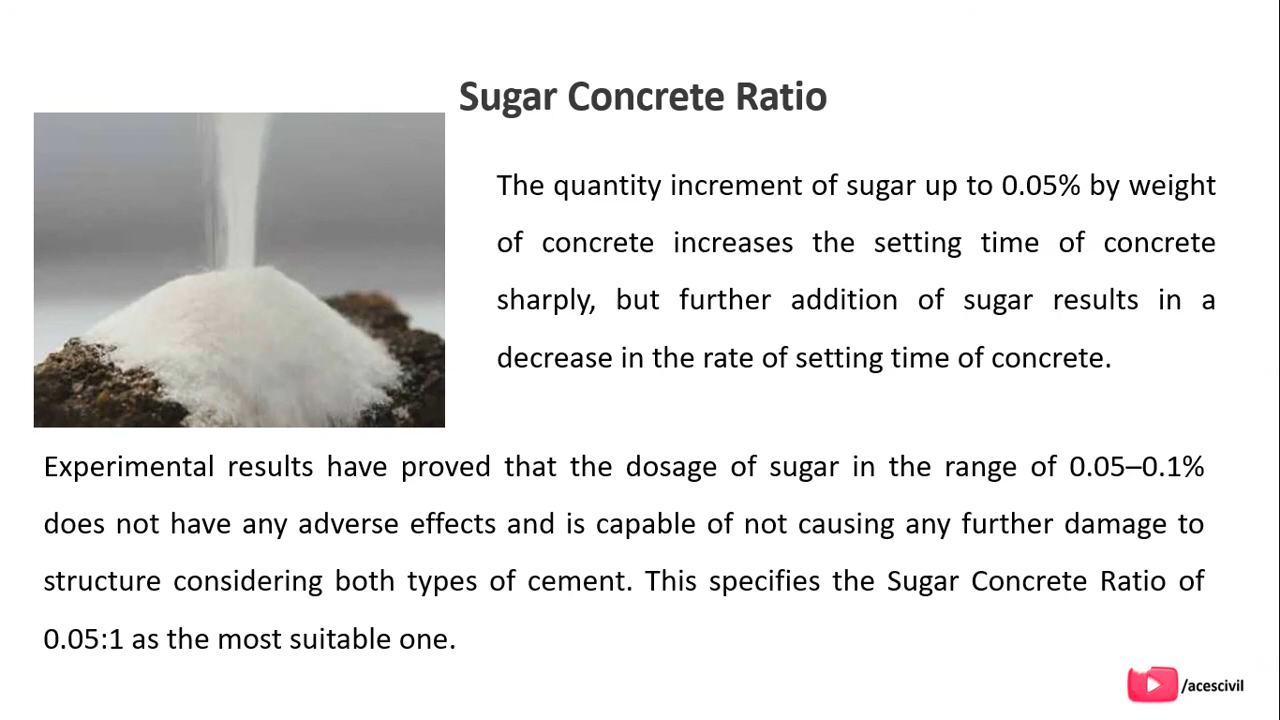 Sugar Concrete Ratio
The quantity increment of sugar up to 0.05% by weight
of concrete increases the setting time of concrete
sharply, but further addition of sugar results in a
decrease in the rate of setting time of concrete.
Experimental results have proved that the dosage of sugar in the range of 0.05–0.1%
does not have any adverse effects and is capable of not causing any further damage to
structure considering both types of cement. This specifies the Sugar Concrete Ratio of
0.05:1 as the most suitable one.
/acescivil